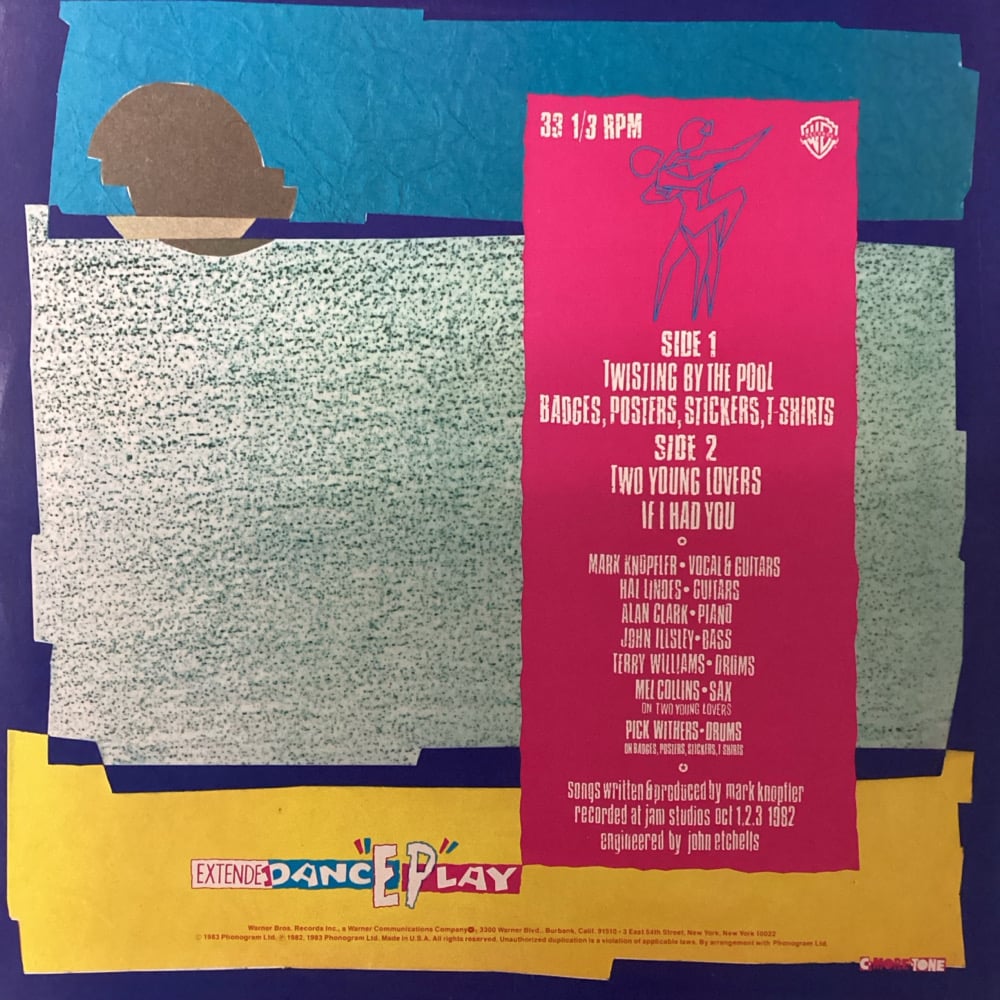 33 1/3 RPM
SIDE 1
TWISTING BY THE POOL
BADGES, POSTERS, STICKERS, T-SHIRTS
SIDE 2
TWO YOUNG LOVERS
IF I HAD YOU
MARK KNOPFLER • VOCAL & GUITARS
HAL LINDES • GUITARS
ALAN CLARK • PIANO
JOHN ILLSLEY • BASS
TERRY WILLIAMS • DRUMS
MEL COLLINS • SAX
ON TWO YOUNG LOVERS
PICK WITHERS • DRUMS
ON BADGES, POSTERS, STICKERS, T SHIRTS
songs written & produced by mark knopfler
recorded at jam studios oct 1.2.3 1982
engineered by john etchells
EXTENDEDANCE"EP"LAY
Warner Bros. Records Inc., a Warner Communications Company, 3300 Warner Blvd., Burbank, Calif. 91510 • 3 East 54th Street, New York, New York 10022
© 1983 Phonogram Ltd. ℗ 1982, 1983 Phonogram Ltd. Made in U.S.A. All rights reserved. Unauthorized duplication is a violation of applicable laws. By arrangement with Phonogram Ltd.
C-MORE-TONE